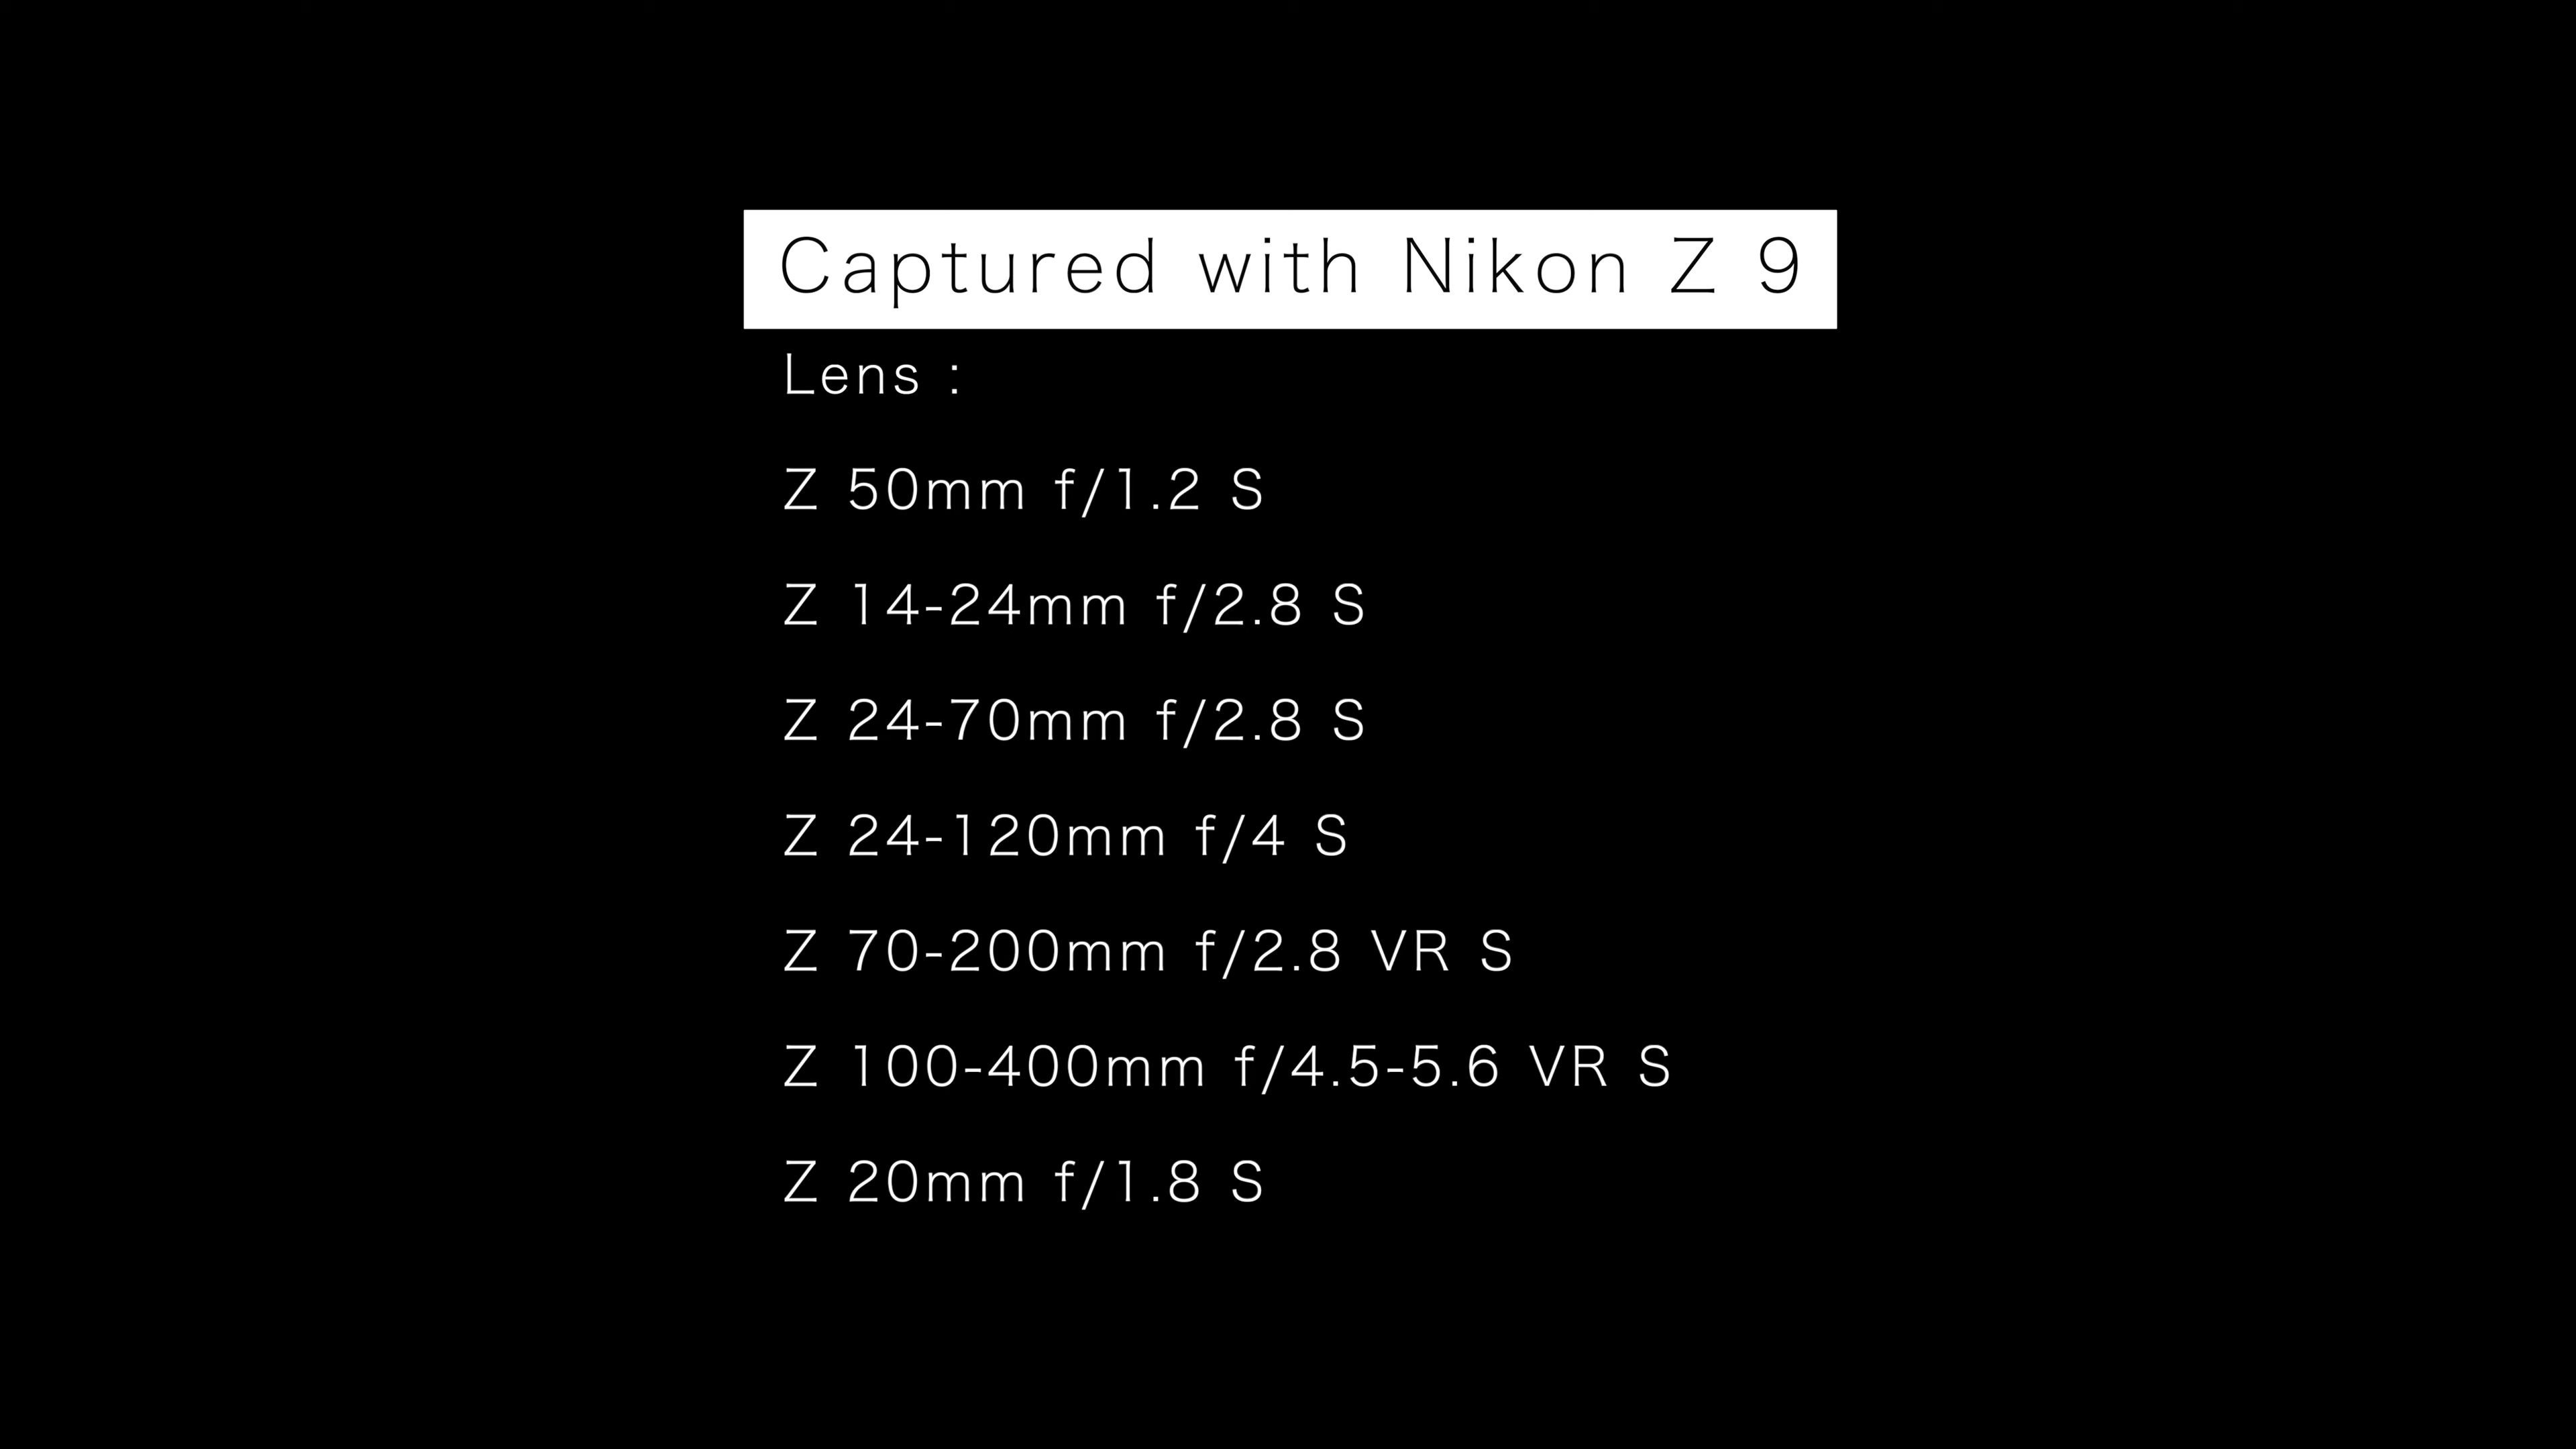 Captured with Nikon Z 9
Lens :
Z 50mm f/1.2 S
Z 14-24mm f/2.8 S
Z 24-70mm f/2.8 S
Z 24-120mm f/4 S
Z 70-200mm f/2.8 VR S
Z 100-400mm f/4.5-5.6 VR S
Z 20mm f/1.8 S